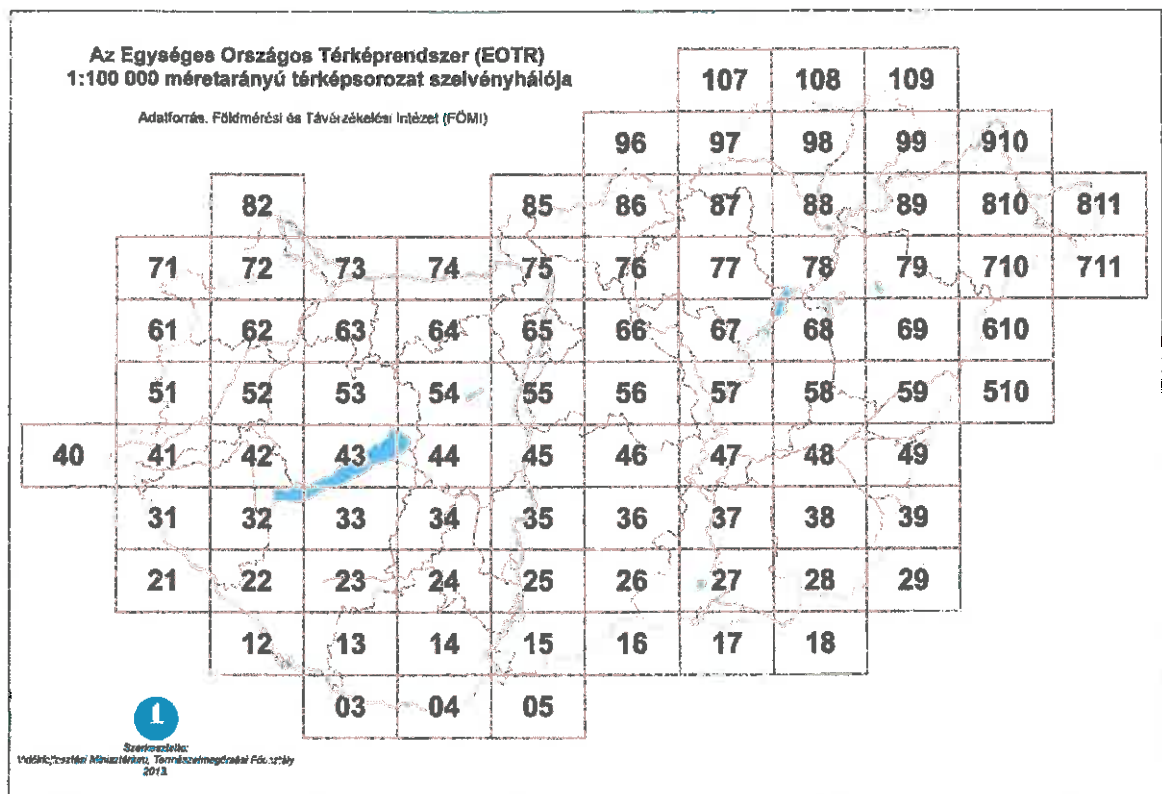 Az Egységes Országos Térképrendszer (EOTR)
1:100 000 méretarányú térképsorozat szelvényhálója
Adatforrás. Földmérési és Távérzékelési Intézet (FÖMI)
107 108 109
96 97 98 99 910
82 85 86 87 88 89 810 811
71 72 73 74 75 76 77 78 79 710 711
61 62 63 64 65 66 67 68 69 610
51 52 53 54 55 56 57 58 59 510
40 41 42 43 44 45 46 47 48 49
31 32 33 34 35 36 37 38 39
21 22 23 24 25 26 27 28 29
12 13 14 15 16 17 18
03 04 05
Szerkesztette:
Vidékfejlesztési Minisztérium, Természetmegőrzési Főosztály
2013.